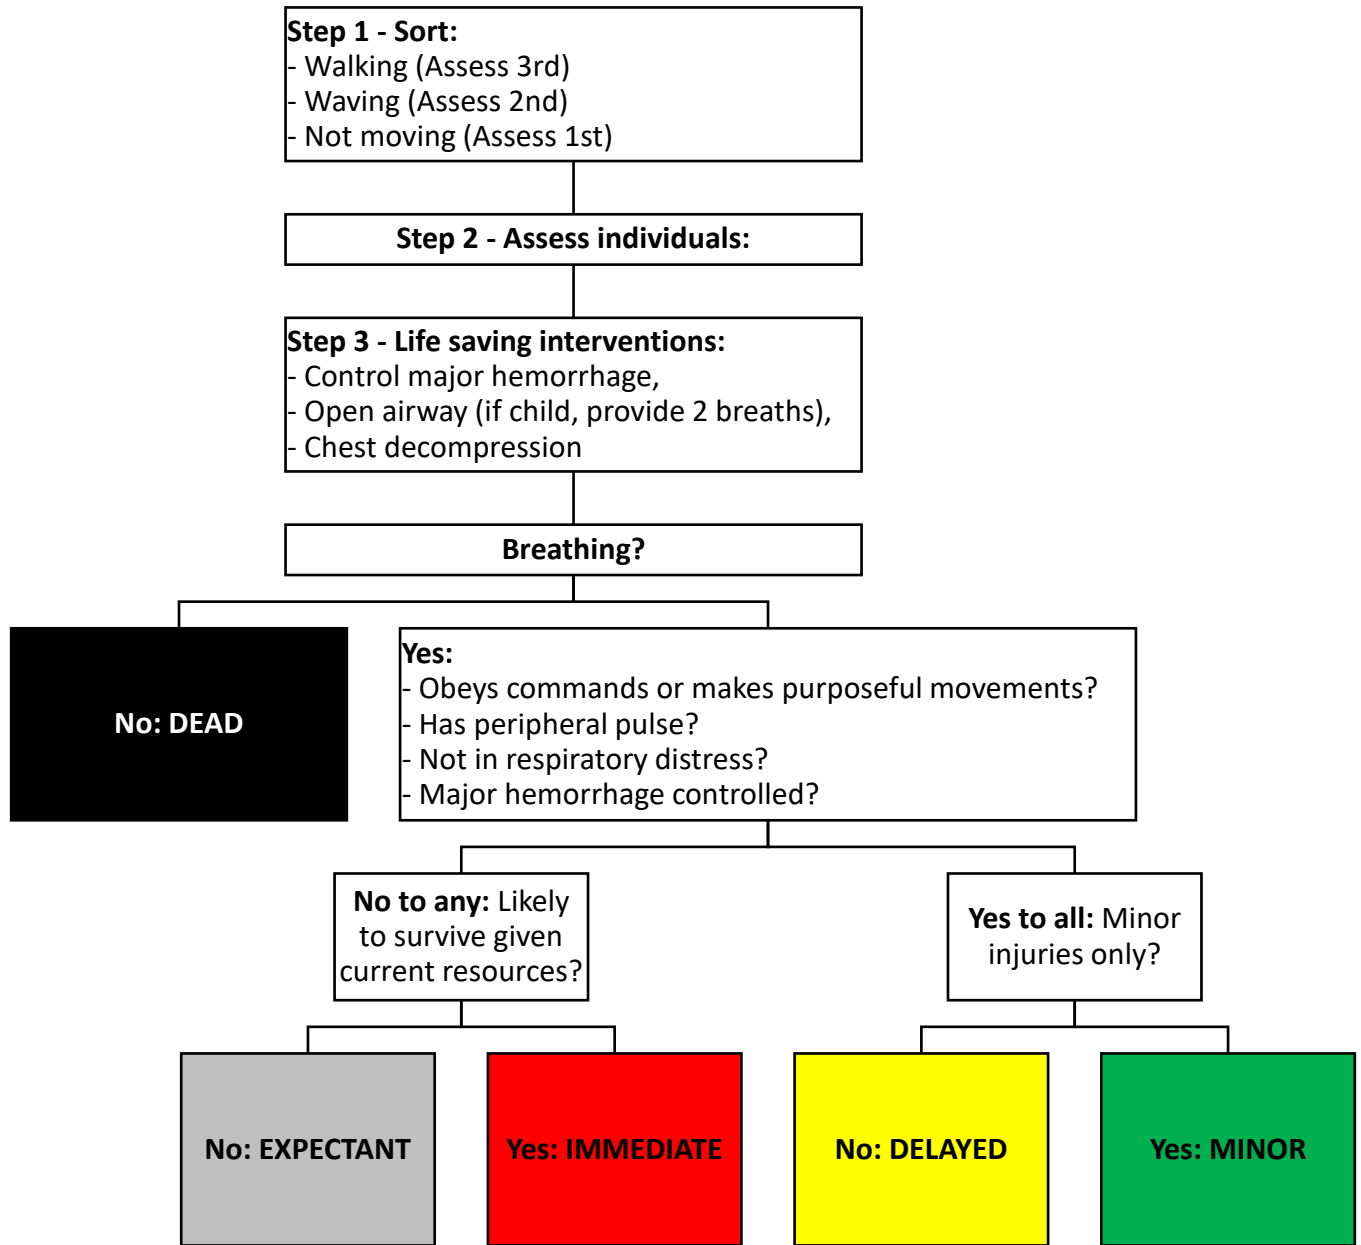 Step 1 - Sort:
- Walking (Assess 3rd)
- Waving (Assess 2nd)
- Not moving (Assess 1st)
Step 2 - Assess individuals:
Step 3 - Life saving interventions:
- Control major hemorrhage,
- Open airway (if child, provide 2 breaths),
- Chest decompression
Breathing?
No: DEAD
Yes:
- Obeys commands or makes purposeful movements?
- Has peripheral pulse?
- Not in respiratory distress?
- Major hemorrhage controlled?
No to any: Likely
to survive given
current resources?
Yes to all: Minor
injuries only?
No: EXPECTANT
Yes: IMMEDIATE
No: DELAYED
Yes: MINOR